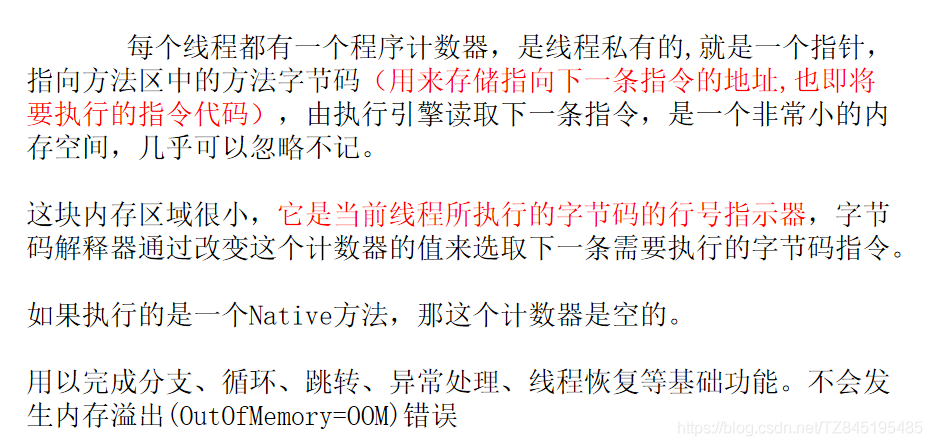 每个线程都有一个程序计数器，是线程私有的,就是一个指针，
指向方法区中的方法字节码（用来存储指向下一条指令的地址,也即将
要执行的指令代码），由执行引擎读取下一条指令，是一个非常小的内
存空间，几乎可以忽略不记。
这块内存区域很小，它是当前线程所执行的字节码的行号指示器，字节
码解释器通过改变这个计数器的值来选取下一条需要执行的字节码指令。
如果执行的是一个Native方法，那这个计数器是空的。
用以完成分支、循环、跳转、异常处理、线程恢复等基础功能。不会发
生内存溢出(OutOfMemory=OOM)错误
https://blog.csdn.net/TZ845195485